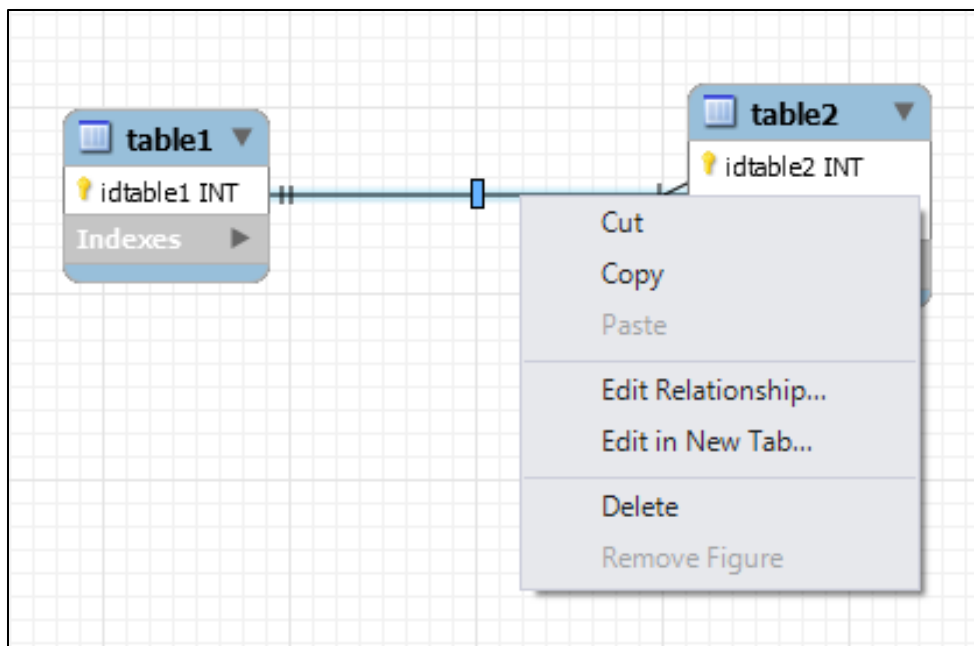 table1
idtable1 INT
Indexes
table2
idtable2 INT
Cut
Copy
Paste
Edit Relationship...
Edit in New Tab...
Delete
Remove Figure